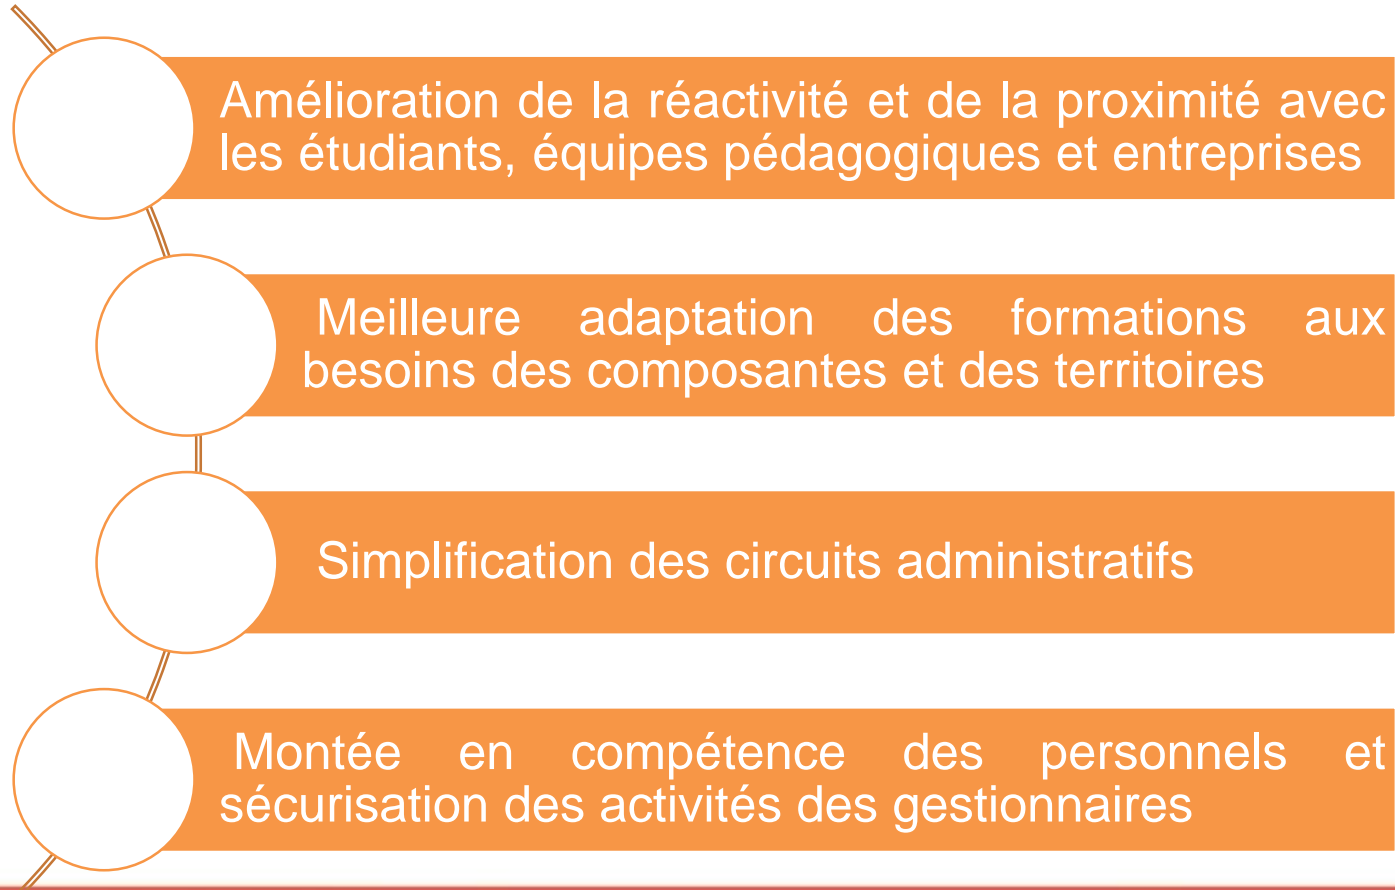 Amélioration de la réactivité et de la proximité avec
les étudiants, équipes pédagogiques et entreprises
Meilleure adaptation des formations aux
besoins des composantes et des territoires
Simplification des circuits administratifs
Montée en compétence des personnels et
sécurisation des activités des gestionnaires